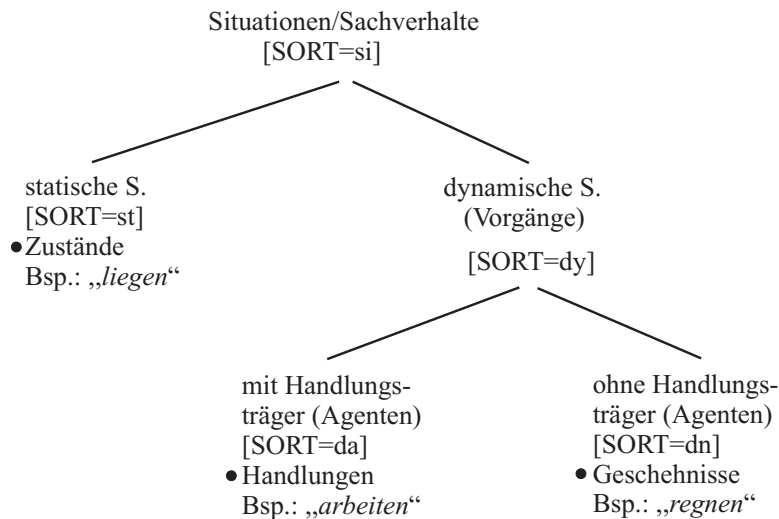 Situationen/Sachverhalte
[SORT=si]
statische S.
[SORT=st]
•Zustände
Bsp.: „liegen“
dynamische S.
(Vorgänge)
[SORT=dy]
mit Handlungs-
träger (Agenten)
[SORT=da]
•Handlungen
Bsp.: „arbeiten“
ohne Handlungs-
träger (Agenten)
[SORT=dn]
•Geschehnisse
Bsp.: „regnen“